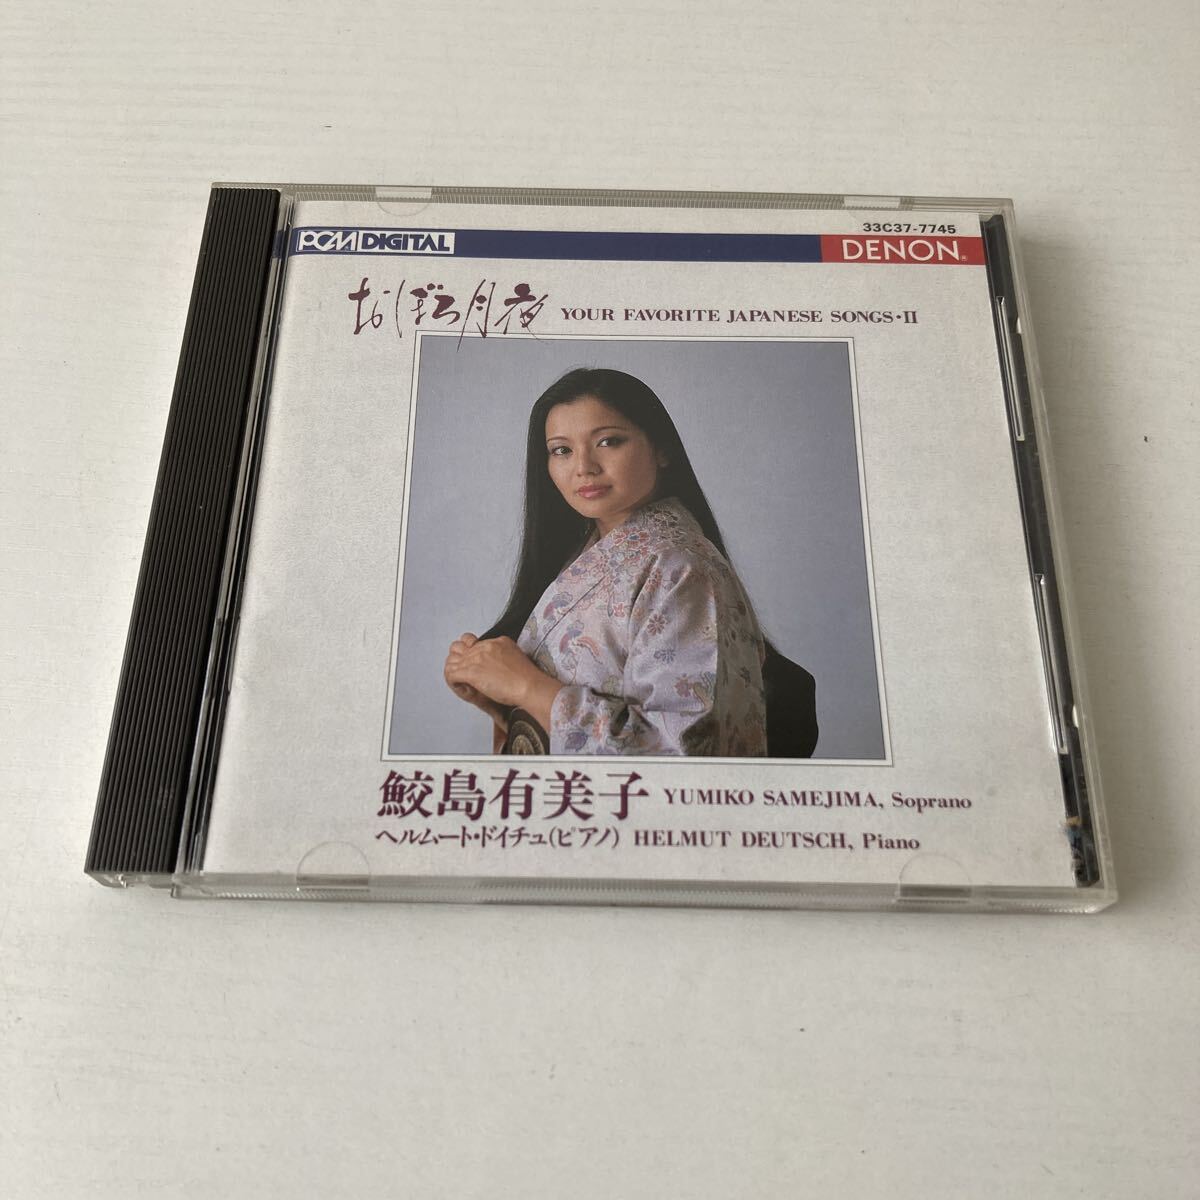 33C37-7745
PCM DIGITAL
DENON®
おぼろ月夜 YOUR FAVORITE JAPANESE SONGS・II
鮫島有美子 YUMIKO SAMEJIMA, Soprano
ヘルムート・ドイチュ(ピアノ) HELMUT DEUTSCH, Piano